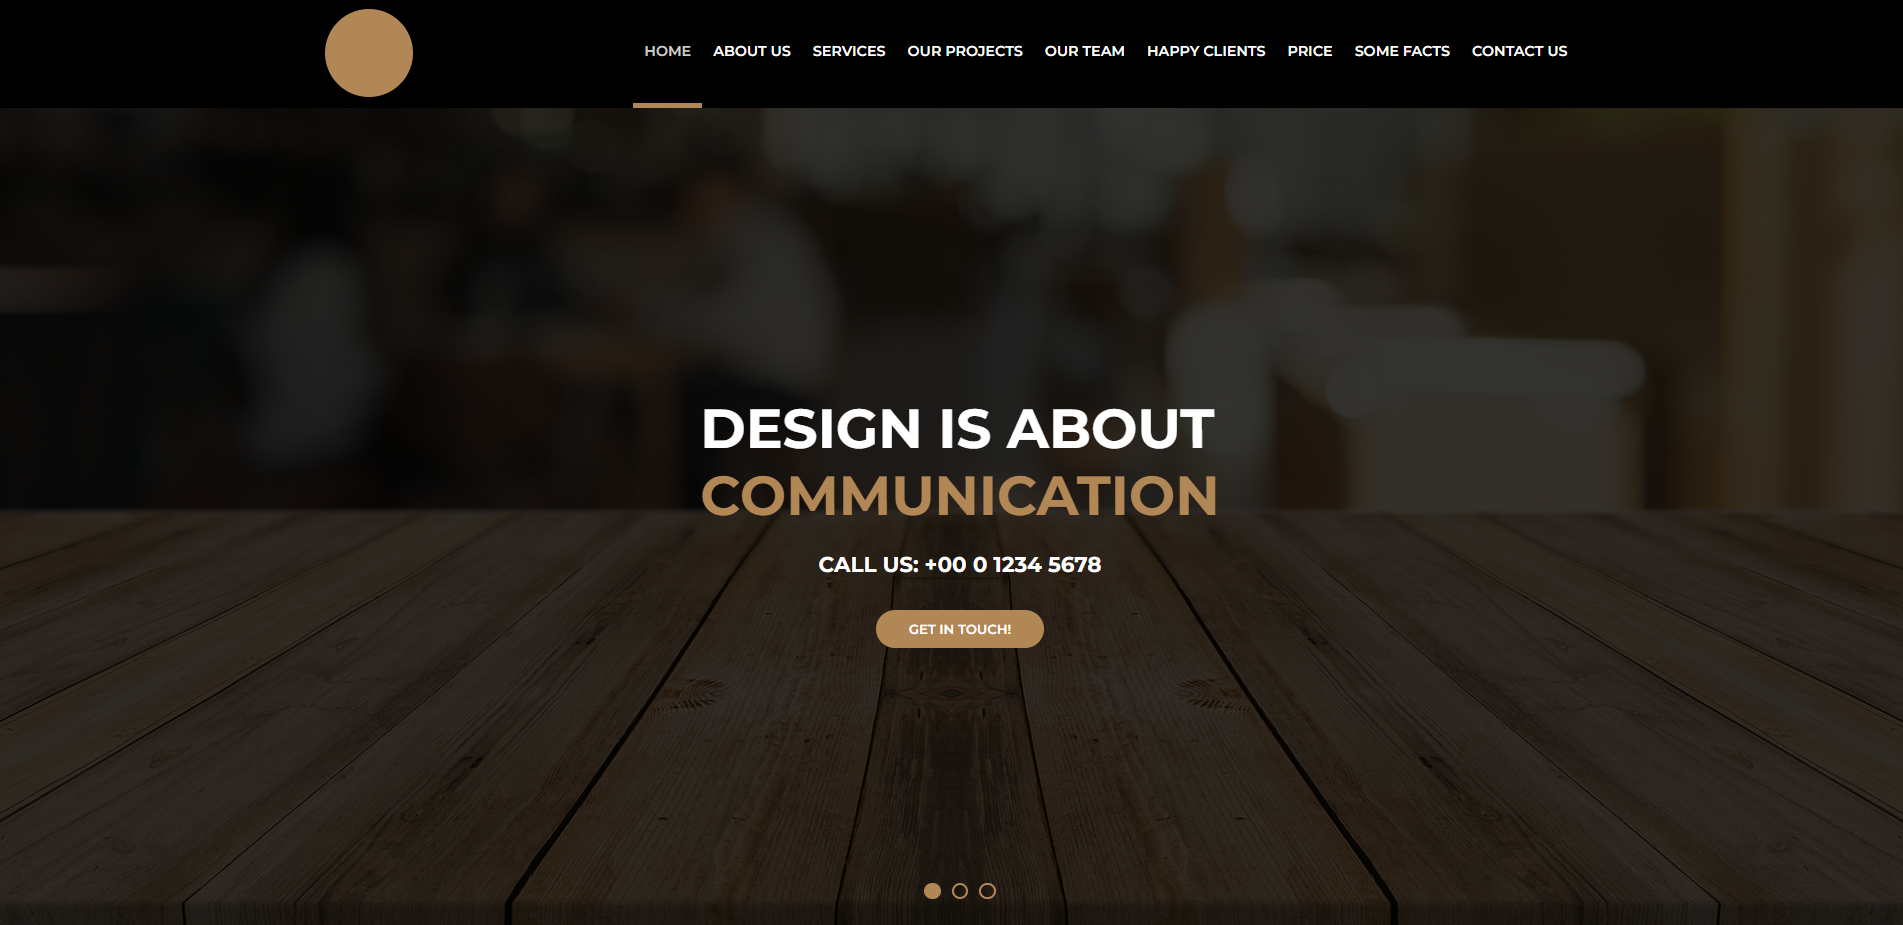 HOME ABOUT US SERVICES OUR PROJECTS OUR TEAM HAPPY CLIENTS PRICE SOME FACTS CONTACT US
DESIGN IS ABOUT
COMMUNICATION
CALL US: +00 0 1234 5678
GET IN TOUCH!